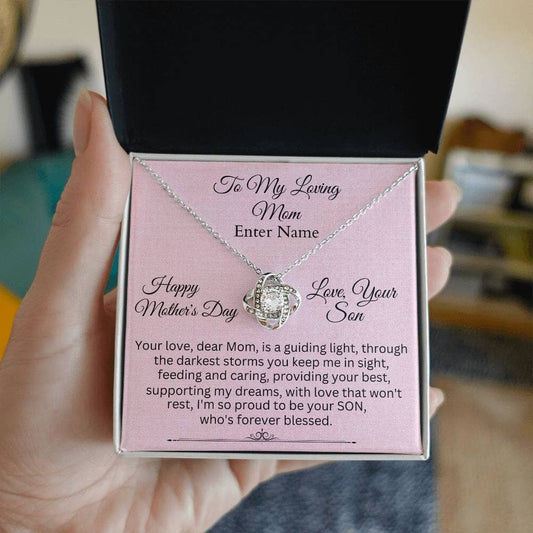 To My Loving
Mom
Enter Name
Happy
Mother's Day
Love, Your
Son
Your love, dear Mom, is a guiding light, through
the darkest storms you keep me in sight,
feeding and caring, providing your best,
supporting my dreams, with love that won't
rest, I'm so proud to be your SON,
who's forever blessed.